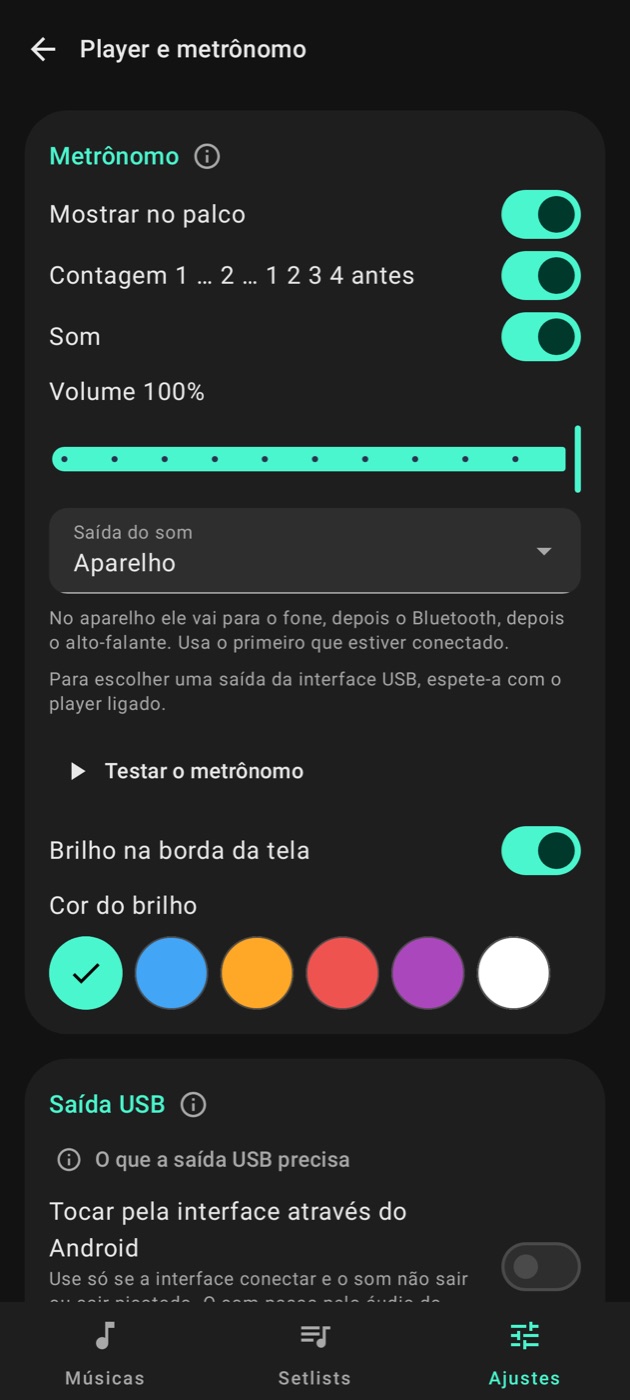 Player e metrônomo
Metrônomo
Mostrar no palco
Contagem 1 ... 2 ... 1 2 3 4 antes
Som
Volume 100%
Saída do som
Aparelho
No aparelho ele vai para o fone, depois o Bluetooth, depois
o alto-falante. Usa o primeiro que estiver conectado.
Para escolher uma saída da interface USB, espete-a com o
player ligado.
Testar o metrônomo
Brilho na borda da tela
Cor do brilho
Saída USB
O que a saída USB precisa
Tocar pela interface através do
Android
Use só se a interface conectar e o som não sair
Músicas
Setlists
Ajustes